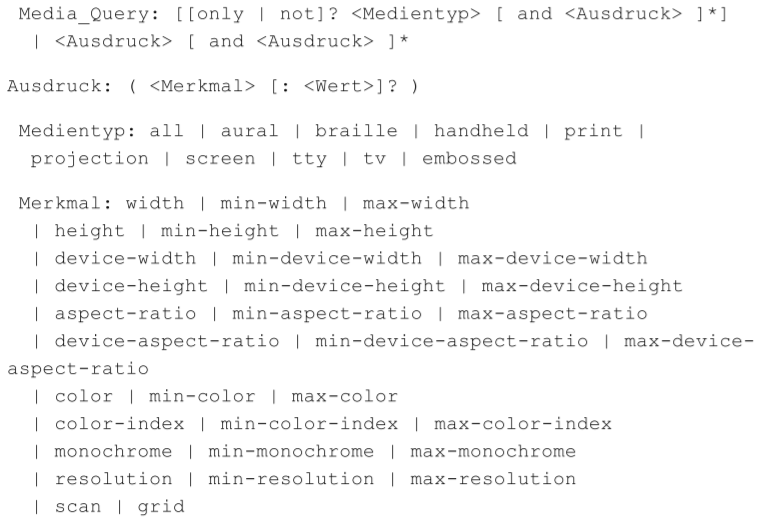 Media_Query: [[only | not]? <Medientyp> [ and <Ausdruck> ]*]
| <Ausdruck> [ and <Ausdruck> ]*
Ausdruck: ( <Merkmal> [: <Wert>]? )
Medientyp: all | aural | braille | handheld | print |
projection | screen | tty | tv | embossed
Merkmal: width | min-width | max-width
| height | min-height | max-height
| device-width | min-device-width | max-device-width
| device-height | min-device-height | max-device-height
| aspect-ratio | min-aspect-ratio | max-aspect-ratio
| device-aspect-ratio | min-device-aspect-ratio | max-device-
aspect-ratio
| color | min-color | max-color
| color-index | min-color-index | max-color-index
| monochrome | min-monochrome | max-monochrome
| resolution | min-resolution | max-resolution
| scan | grid